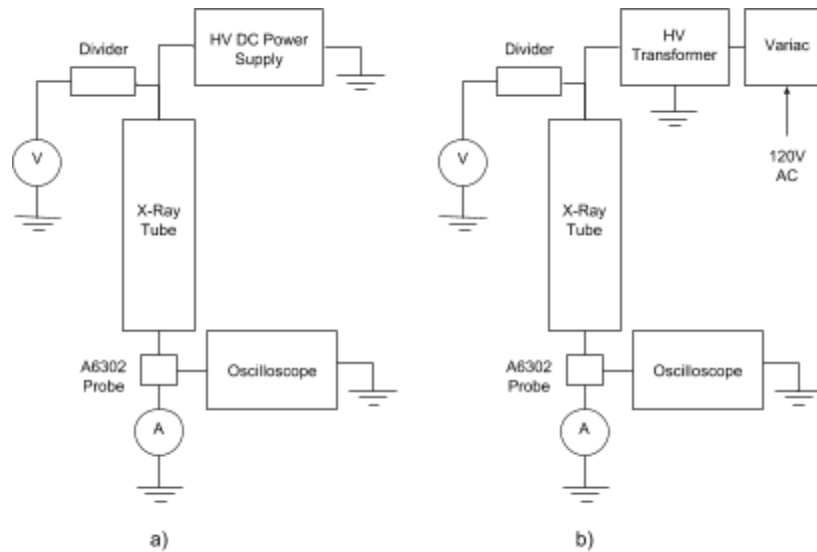 HV DC Power
Supply
Divider
V
X-Ray
Tube
A6302
Probe
Oscilloscope
A
a)
HV
Transformer
Variac
Divider
120V
AC
V
X-Ray
Tube
A6302
Probe
Oscilloscope
A
b)